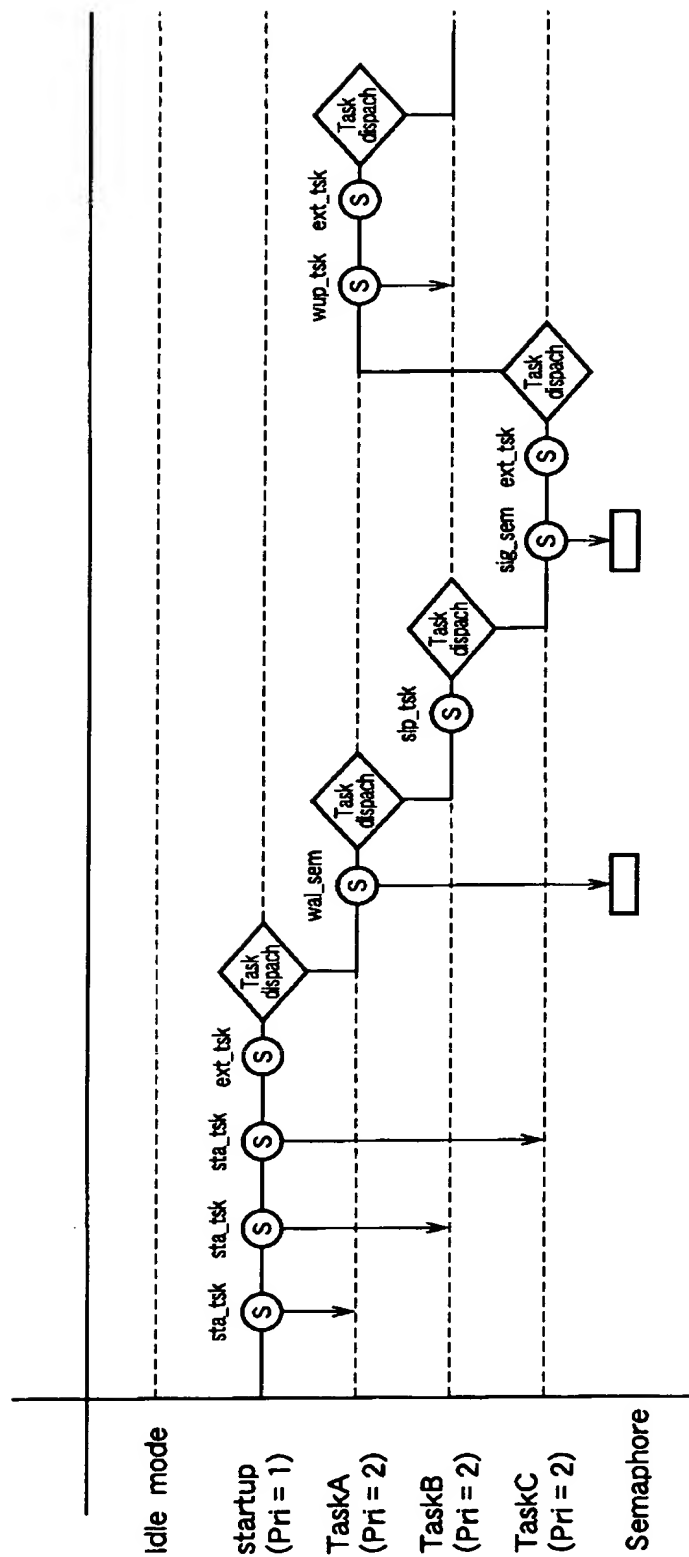 Idle mode
startup
(Pri = 1)
TaskA
(Pri = 2)
TaskB
(Pri = 2)
TaskC
(Pri = 2)
Semaphore
sta_tsk
S
sta_tsk
S
sta_tsk
S
ext_tsk
S
Task
dispach
wai_sem
S
Task
dispach
slp_tsk
S
Task
dispach
sig_sem
S
ext_tsk
S
Task
dispach
wup_tsk
S
ext_tsk
S
Task
dispach